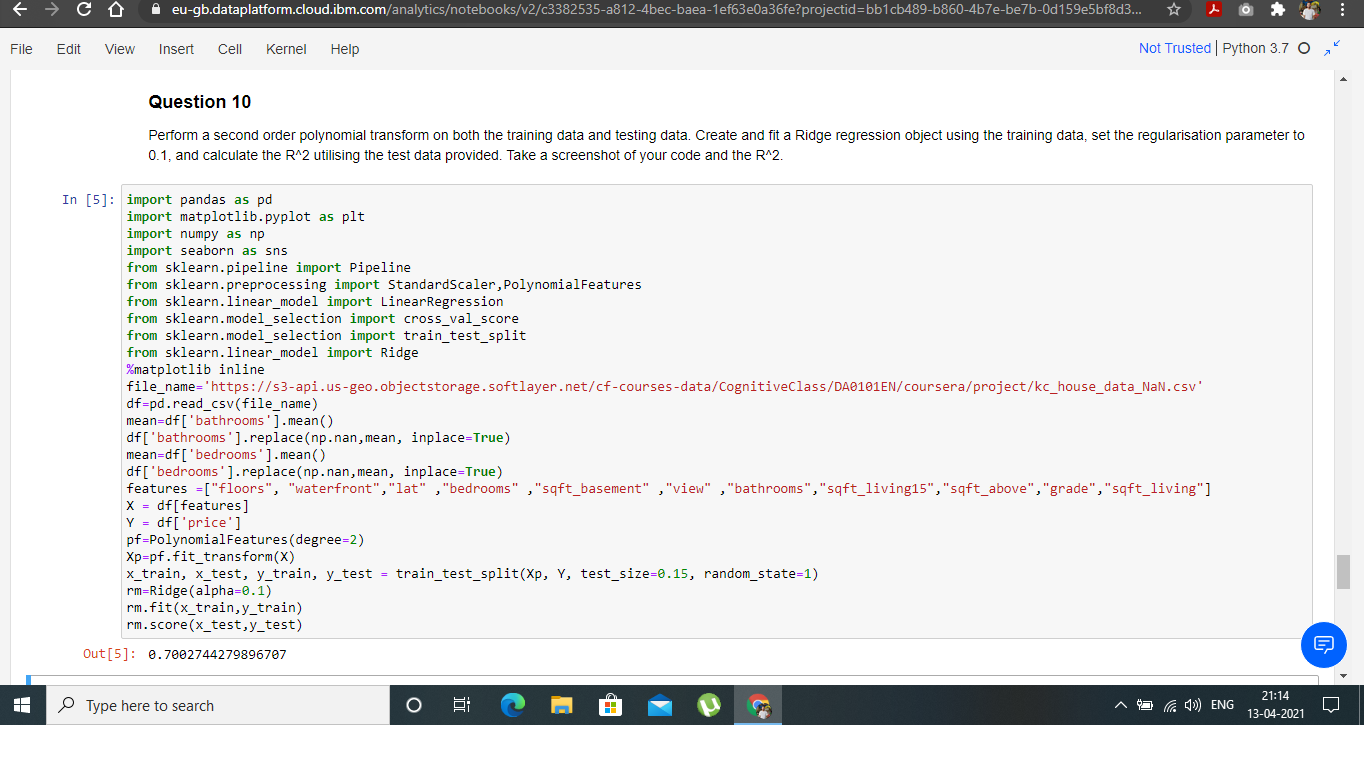 eu-gb.dataplatform.cloud.ibm.com/analytics/notebooks/v2/c3382535-a812-4bec-baea-1ef63e0a36fe?projectid=bb1cb489-b860-4b7e-be7b-0d159e5bf8d3...
File Edit View Insert Cell Kernel Help Not Trusted | Python 3.7
Question 10
Perform a second order polynomial transform on both the training data and testing data. Create and fit a Ridge regression object using the training data, set the regularisation parameter to
0.1, and calculate the R^2 utilising the test data provided. Take a screenshot of your code and the R^2.
In [5]: import pandas as pd
import matplotlib.pyplot as plt
import numpy as np
import seaborn as sns
from sklearn.pipeline import Pipeline
from sklearn.preprocessing import StandardScaler,PolynomialFeatures
from sklearn.linear_model import LinearRegression
from sklearn.model_selection import cross_val_score
from sklearn.model_selection import train_test_split
from sklearn.linear_model import Ridge
%matplotlib inline
file_name='https://s3-api.us-geo.objectstorage.softlayer.net/cf-courses-data/CognitiveClass/DA0101EN/coursera/project/kc_house_data_NaN.csv'
df=pd.read_csv(file_name)
mean=df['bathrooms'].mean()
df['bathrooms'].replace(np.nan,mean, inplace=True)
mean=df['bedrooms'].mean()
df['bedrooms'].replace(np.nan,mean, inplace=True)
features =["floors", "waterfront","lat" ,"bedrooms" ,"sqft_basement" ,"view" ,"bathrooms","sqft_living15","sqft_above","grade","sqft_living"]
X = df[features]
Y = df['price']
pf=PolynomialFeatures(degree=2)
Xp=pf.fit_transform(X)
x_train, x_test, y_train, y_test = train_test_split(Xp, Y, test_size=0.15, random_state=1)
rm=Ridge(alpha=0.1)
rm.fit(x_train,y_train)
rm.score(x_test,y_test)
Out[5]: 0.7002744279896707
Type here to search
ENG
21:14
13-04-2021